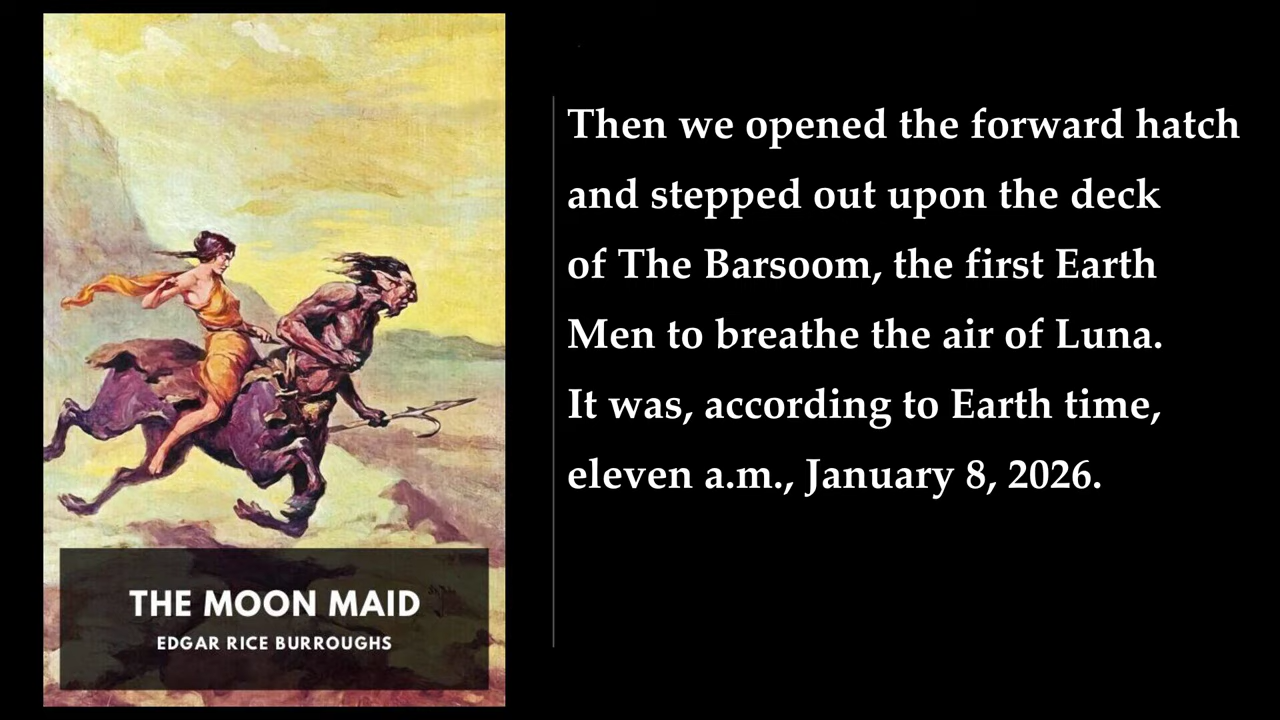 Then we opened the forward hatch
and stepped out upon the deck
of The Barsoom, the first Earth
Men to breathe the air of Luna.
It was, according to Earth time,
eleven a.m., January 8, 2026.
THE MOON MAID
EDGAR RICE BURROUGHS